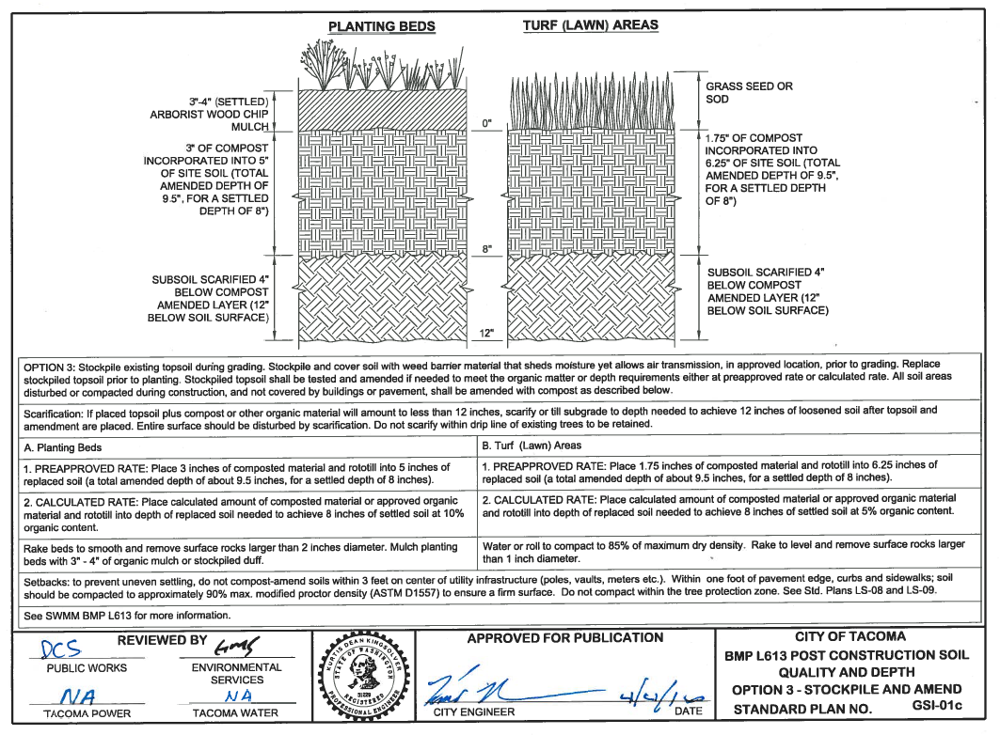 PLANTING BEDS
TURF (LAWN) AREAS
3"-4" (SETTLED)
ARBORIST WOOD CHIP
MULCH
3" OF COMPOST
INCORPORATED INTO 5"
OF SITE SOIL (TOTAL
AMENDED DEPTH OF
9.5", FOR A SETTLED
DEPTH OF 8")
SUBSOIL SCARIFIED 4"
BELOW COMPOST
AMENDED LAYER (12"
BELOW SOIL SURFACE)
0"
8"
12"
GRASS SEED OR
SOD
1.75" OF COMPOST
INCORPORATED INTO
6.25" OF SITE SOIL (TOTAL
AMENDED DEPTH OF 9.5",
FOR A SETTLED DEPTH
OF 8")
SUBSOIL SCARIFIED 4"
BELOW COMPOST
AMENDED LAYER (12"
BELOW SOIL SURFACE)
OPTION 3: Stockpile existing topsoil during grading. Stockpile and cover soil with weed barrier material that sheds moisture yet allows air transmission, in approved location, prior to grading. Replace
stockpiled topsoil prior to planting. Stockpiled topsoil shall be tested and amended if needed to meet the organic matter or depth requirements either at preapproved rate or calculated rate. All soil areas
disturbed or compacted during construction, and not covered by buildings or pavement, shall be amended with compost as described below.
Scarification: If placed topsoil plus compost or other organic material will amount to less than 12 inches, scarify or till subgrade to depth needed to achieve 12 inches of loosened soil after topsoil and
amendment are placed. Entire surface should be disturbed by scarification. Do not scarify within drip line of existing trees to be retained.
A. Planting Beds
B. Turf (Lawn) Areas
1. PREAPPROVED RATE: Place 3 inches of composted material and rototill into 5 inches of
replaced soil (a total amended depth of about 9.5 inches, for a settled depth of 8 inches).
1. PREAPPROVED RATE: Place 1.75 inches of composted material and rototill into 6.25 inches of
replaced soil (a total amended depth of about 9.5 inches, for a settled depth of 8 inches).
2. CALCULATED RATE: Place calculated amount of composted material or approved organic
material and rototill into depth of replaced soil needed to achieve 8 inches of settled soil at 10%
organic content.
2. CALCULATED RATE: Place calculated amount of composted material or approved organic material
and rototill into depth of replaced soil needed to achieve 8 inches of settled soil at 5% organic content.
Rake beds to smooth and remove surface rocks larger than 2 inches diameter. Mulch planting
beds with 3" - 4" of organic mulch or stockpiled duff.
Water or roll to compact to 85% of maximum dry density. Rake to level and remove surface rocks larger
than 1 inch diameter.
Setbacks: to prevent uneven settling, do not compost-amend soils within 3 feet on center of utility infrastructure (poles, vaults, meters etc.). Within one foot of pavement edge, curbs and sidewalks; soil
should be compacted to approximately 90% max. modified proctor density (ASTM D1557) to ensure a firm surface. Do not compact within the tree protection zone. See Std. Plans LS-08 and LS-09.
See SWMM BMP L613 for more information.
REVIEWED BY
DCS
PUBLIC WORKS
ENVIRONMENTAL
SERVICES
NA
TACOMA POWER
NA
TACOMA WATER
KURTIS DEAN KINGSOLVER
STATE OF WASHINGTON
REGISTERED
PROFESSIONAL ENGINEER
APPROVED FOR PUBLICATION
CITY ENGINEER
DATE
CITY OF TACOMA
BMP L613 POST CONSTRUCTION SOIL
QUALITY AND DEPTH
OPTION 3 - STOCKPILE AND AMEND
STANDARD PLAN NO. GSI-01c